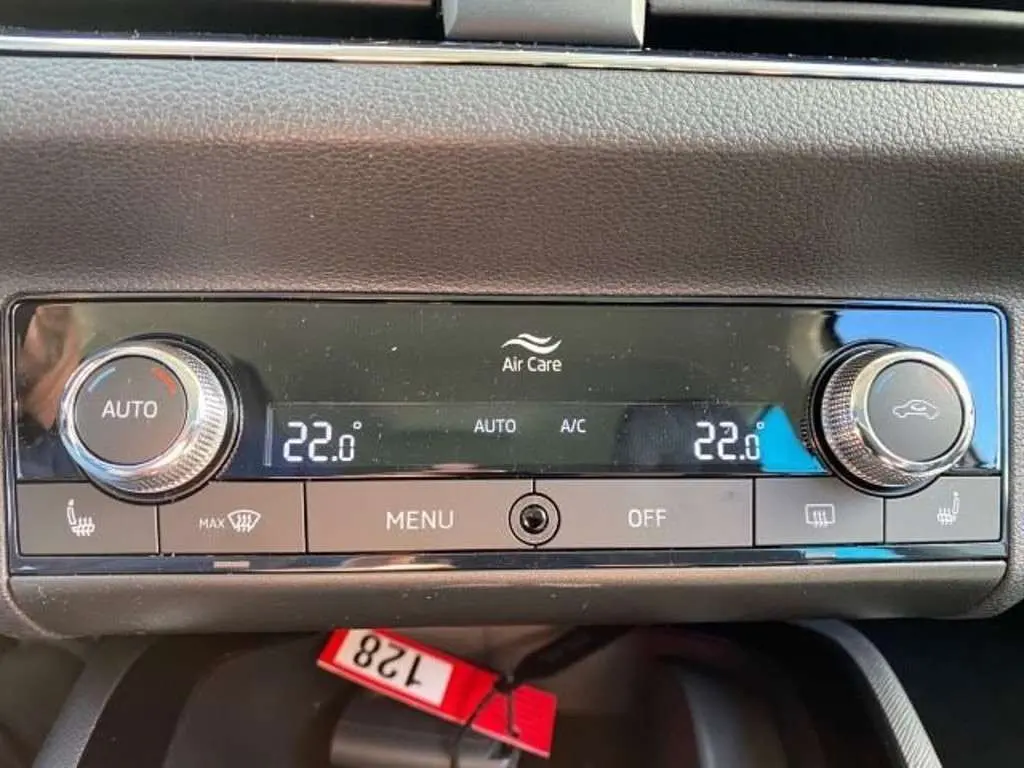 Air Care
AUTO
22.0°
AUTO
A/C
22.0°
MAX
MENU
OFF
128